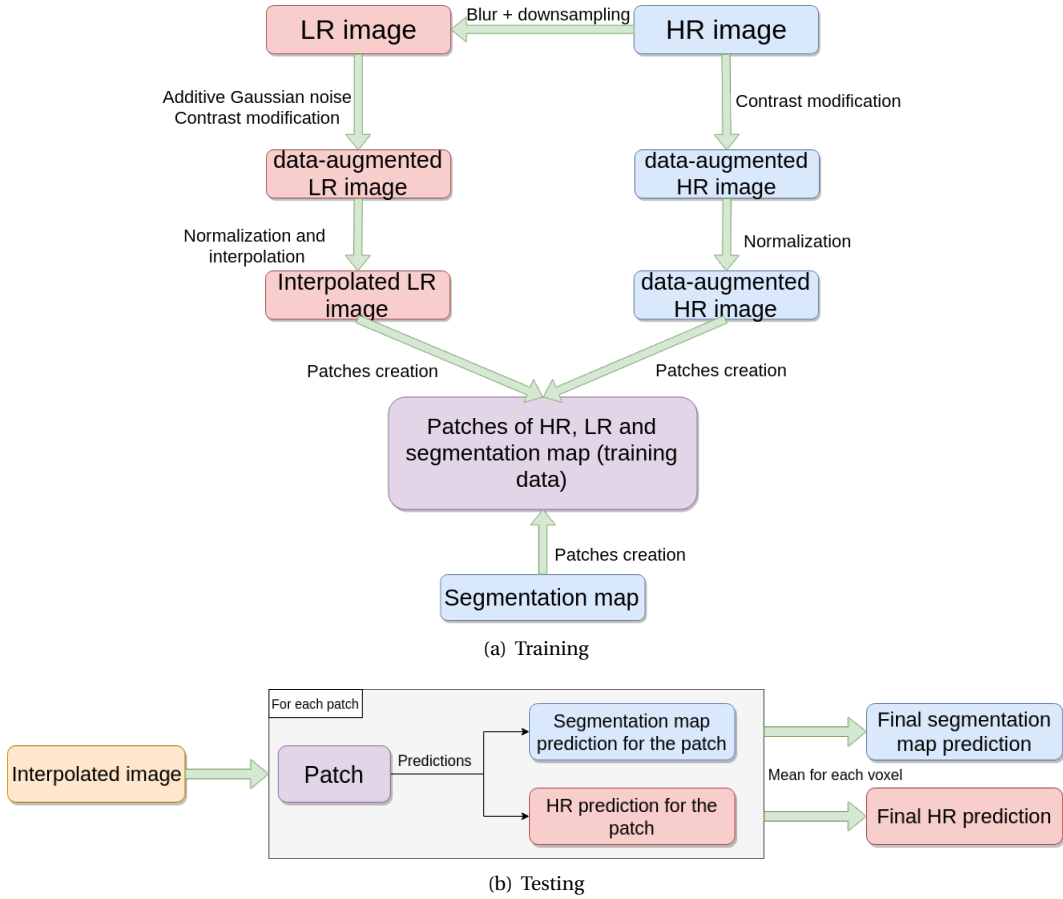 LR image
Blur + downsampling
HR image
Additive Gaussian noise
Contrast modification
Contrast modification
data-augmented
LR image
data-augmented
HR image
Normalization and
interpolation
Normalization
Interpolated LR
image
data-augmented
HR image
Patches creation
Patches creation
Patches of HR, LR and
segmentation map (training
data)
Patches creation
Segmentation map
(a) Training
For each patch
Interpolated image
Patch
Predictions
Segmentation map
prediction for the patch
HR prediction for the
patch
Final segmentation
map prediction
Mean for each voxel
Final HR prediction
(b) Testing